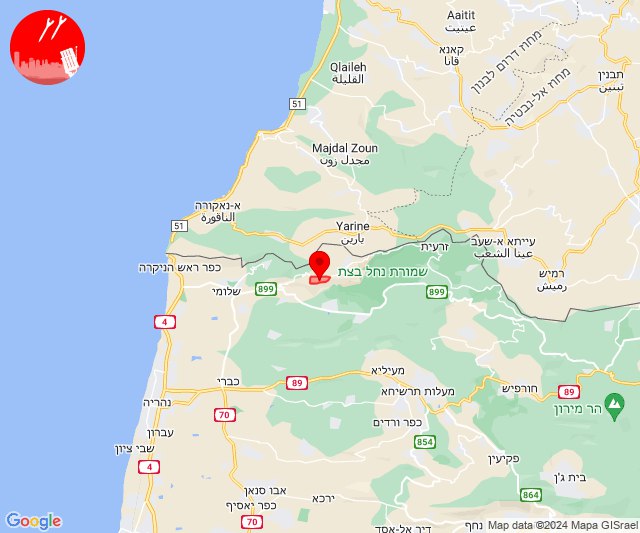 Aaitit
عيتيت
קאנא
קانا
מחוז דרום לבנון
תבנין
تبنين
Qlaileh
القليلة
מחוז אל-נבטיה
51
Majdal Zoun
مجدل زون
א-נאקורה
الناقورة
51
Yarine
يارين
זרעית
עייתא א-שעב
عيتا الشعب
רמיש
رميش
כפר ראש הניקרה
שמורת נחל בצת
899
שלומי
899
4
מעיליא
89
כברי
חורפיש
89
מעלות תרשיחא
נהריה
70
הר מירון
כפר ורדים
עברון
854
שבי ציון
פקיעין
4
בית ג'ן
אבו סנאן
864
ירכא
כפר יאסיף
70
דיר אל-אסד
נחף
Google
Map data ©2024 Mapa GISrael